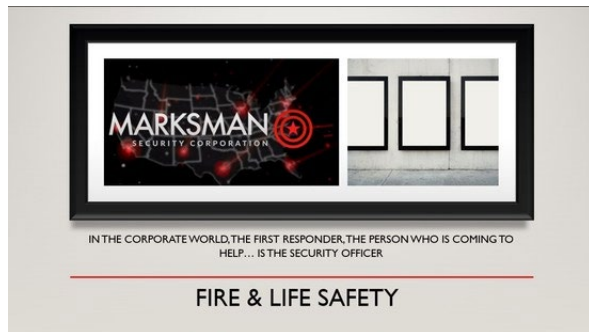 MARKSMAN
SECURITY CORPORATION
IN THE CORPORATE WORLD, THE FIRST RESPONDER, THE PERSON WHO IS COMING TO
HELP... IS THE SECURITY OFFICER
FIRE & LIFE SAFETY